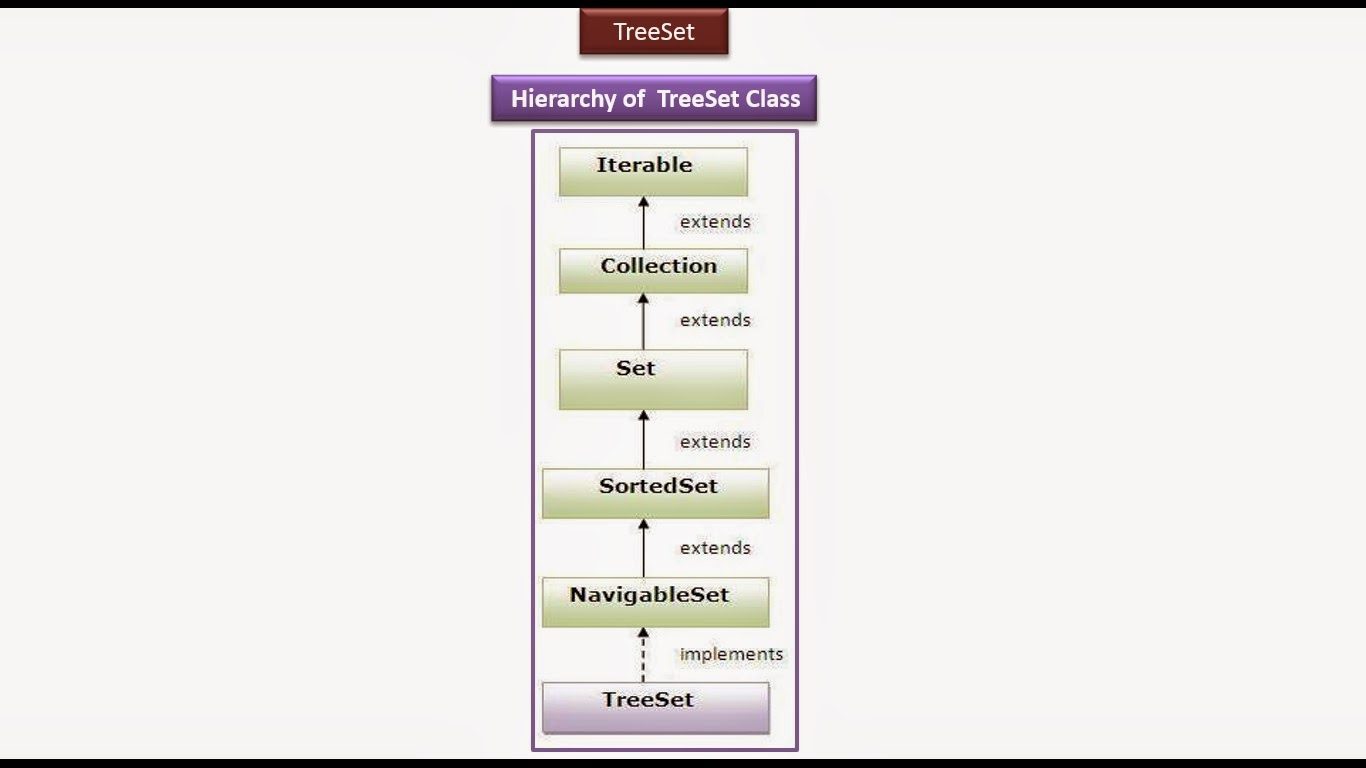 TreeSet
Hierarchy of TreeSet Class
Iterable
extends
Collection
extends
Set
extends
SortedSet
extends
NavigableSet
implements
TreeSet